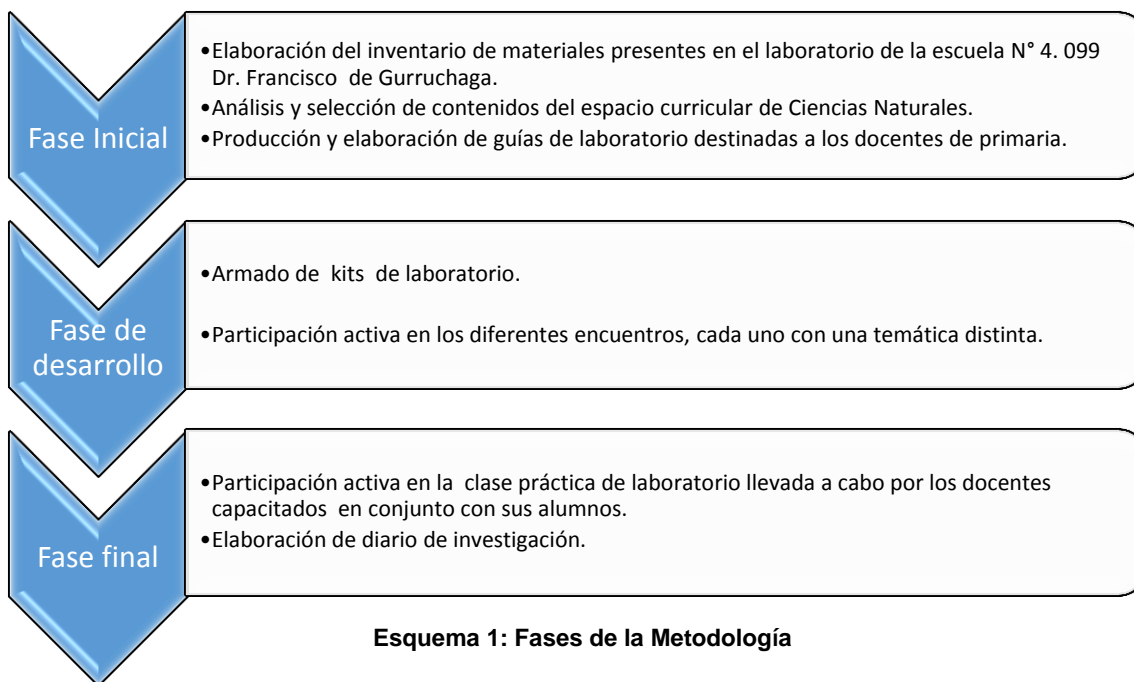 Fase Inicial
•Elaboración del inventario de materiales presentes en el laboratorio de la escuela N° 4. 099
Dr. Francisco de Gurruchaga.
•Análisis y selección de contenidos del espacio curricular de Ciencias Naturales.
•Producción y elaboración de guías de laboratorio destinadas a los docentes de primaria.
Fase de
desarrollo
•Armado de kits de laboratorio.
•Participación activa en los diferentes encuentros, cada uno con una temática distinta.
Fase final
•Participación activa en la clase práctica de laboratorio llevada a cabo por los docentes
capacitados en conjunto con sus alumnos.
•Elaboración de diario de investigación.
Esquema 1: Fases de la Metodología